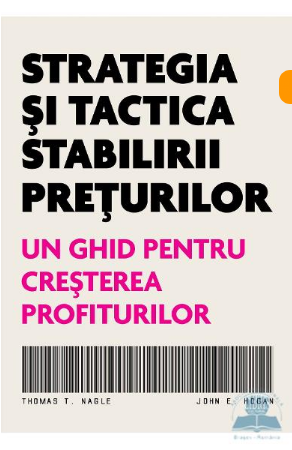 STRATEGIA
ŞI TACTICA
STABILIRII
PREŢURILOR
UN GHID PENTRU
CREŞTEREA
PROFITURILOR
THOMAS T. NAGLE JOHN E. HOGAN